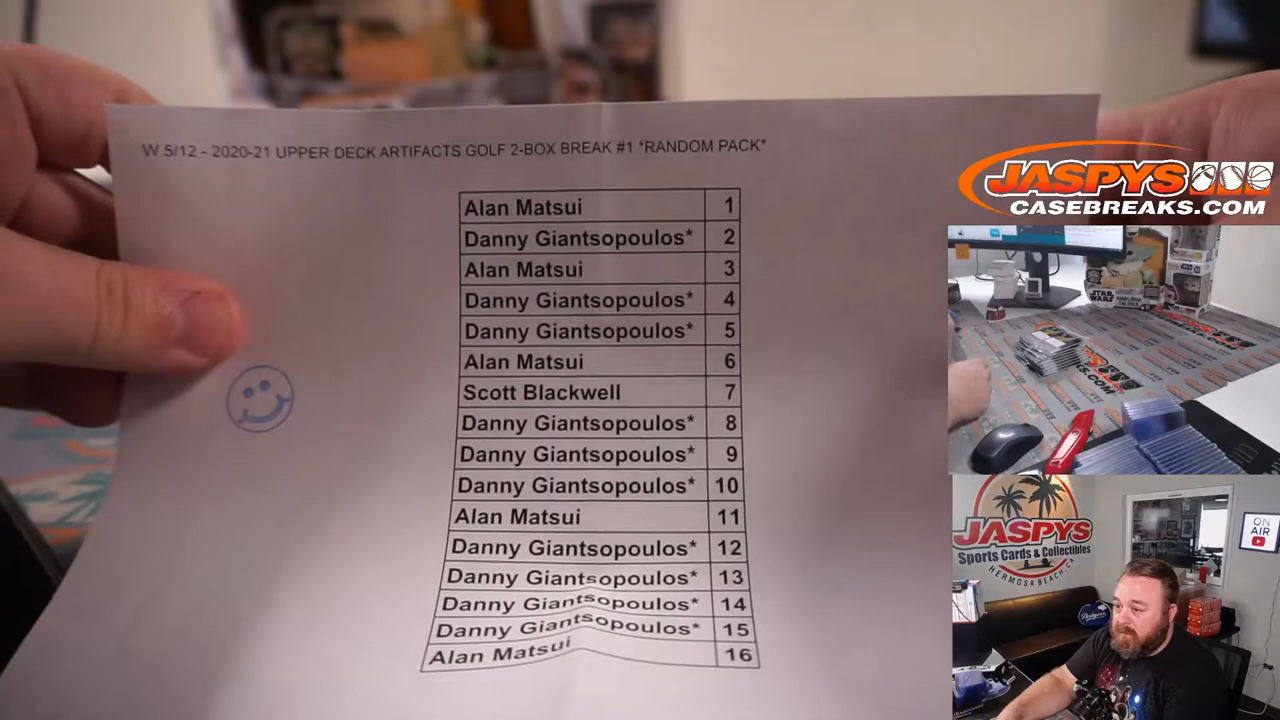 W 5/12 - 2020-21 UPPER DECK ARTIFACTS GOLF 2-BOX BREAK #1 *RANDOM PACK*
Alan Matsui 1
Danny Giantsopoulos* 2
Alan Matsui 3
Danny Giantsopoulos* 4
Danny Giantsopoulos* 5
Alan Matsui 6
Scott Blackwell 7
Danny Giantsopoulos* 8
Danny Giantsopoulos* 9
Danny Giantsopoulos* 10
Alan Matsui 11
Danny Giantsopoulos* 12
Danny Giantsopoulos* 13
Danny Giantsopoulos* 14
Danny Giantsopoulos* 15
Alan Matsui 16
JASPYS
CASEBREAKS.COM
STAR
WARS
JASPYS
Sports Cards & Collectibles
HERMOSA BEACH, CA
ON
AIR
Dodgers